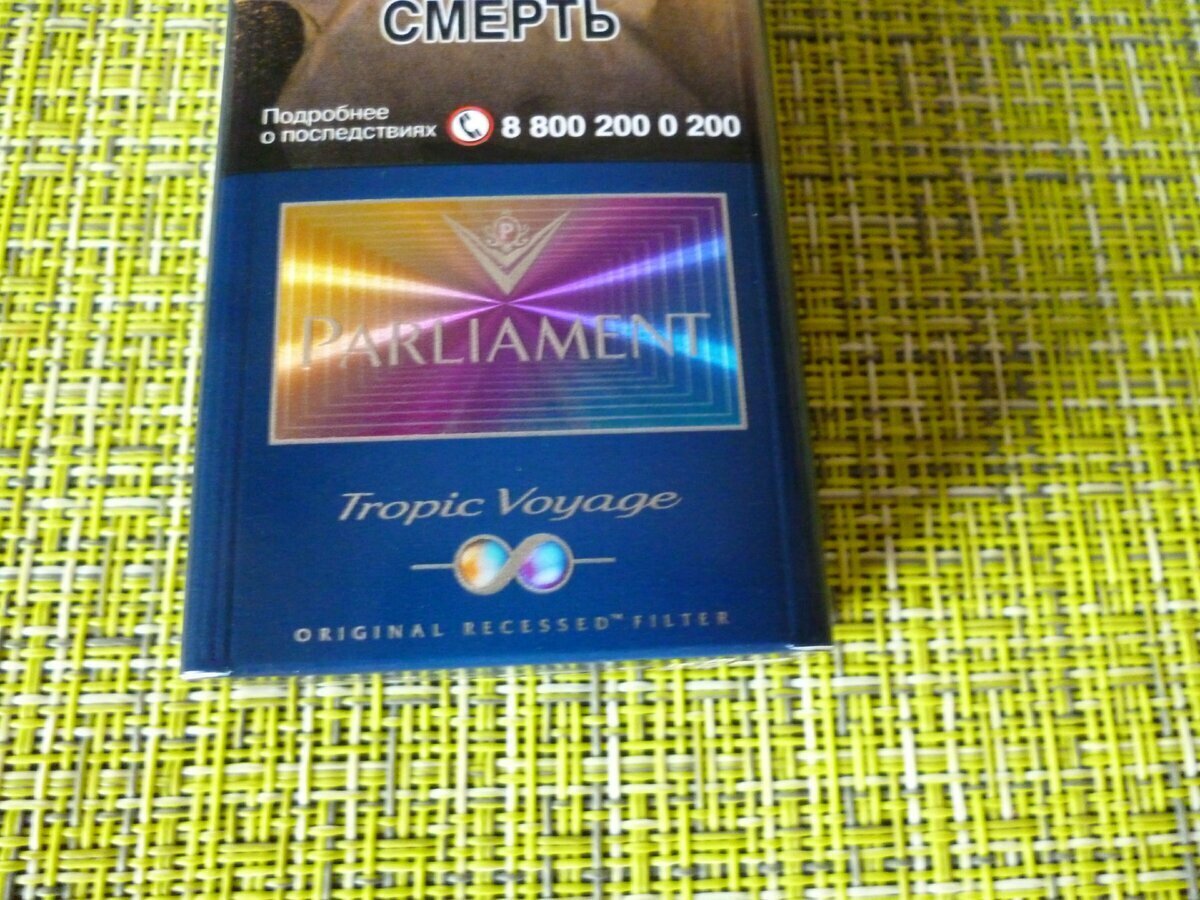 СМЕРТЬ
Подробнее
о последствиях
8 800 200 0 200
P
PARLIAMENT
Tropic Voyage
ORIGINAL RECESSED™ FILTER